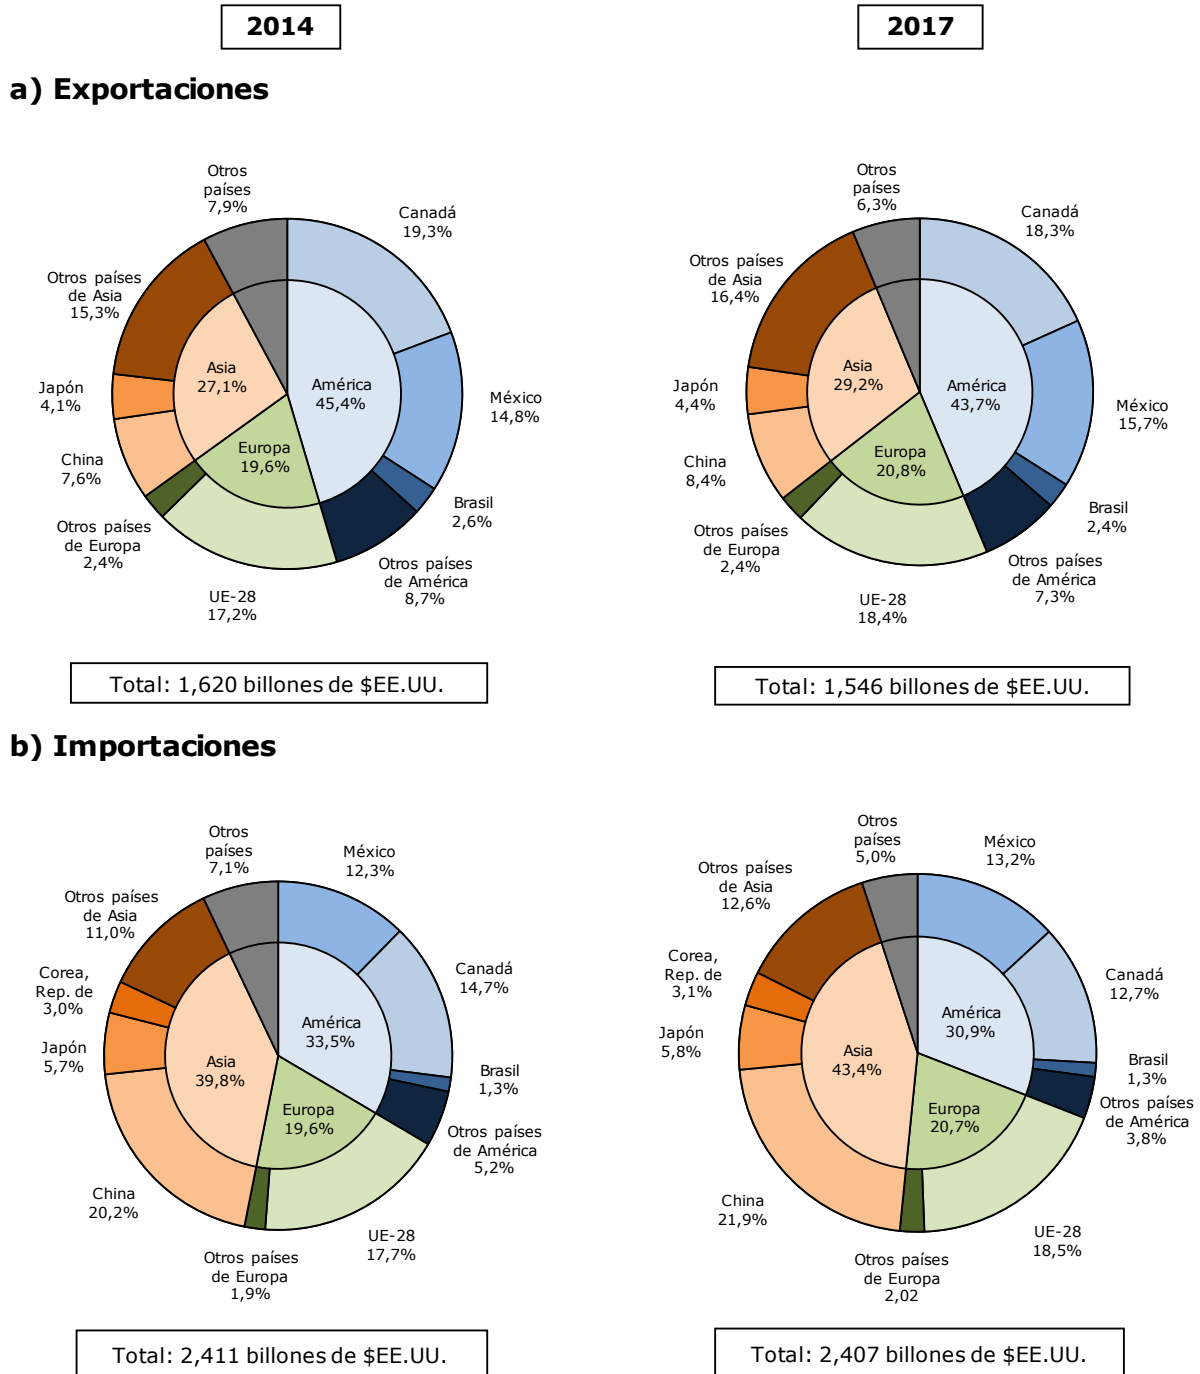 2014
2017
a) Exportaciones
Otros
países
7,9%
Canadá
19,3%
Otros países
de Asia
15,3%
Asia
27,1%
América
45,4%
Japón
4,1%
México
14,8%
Europa
19,6%
China
7,6%
Brasil
2,6%
Otros países
de Europa
2,4%
Otros países
de América
8,7%
UE-28
17,2%
Total: 1,620 billones de $EE.UU.
Otros
países
6,3%
Canadá
18,3%
Otros países
de Asia
16,4%
Asia
29,2%
América
43,7%
Japón
4,4%
México
15,7%
Europa
20,8%
China
8,4%
Brasil
2,4%
Otros países
de Europa
2,4%
Otros países
de América
7,3%
UE-28
18,4%
Total: 1,546 billones de $EE.UU.
b) Importaciones
Otros
países
7,1%
México
12,3%
Otros países
de Asia
11,0%
Corea,
Rep. de
3,0%
Canadá
14,7%
América
33,5%
Japón
5,7%
Asia
39,8%
Brasil
1,3%
Europa
19,6%
Otros países
de América
5,2%
China
20,2%
UE-28
17,7%
Otros países
de Europa
1,9%
Total: 2,411 billones de $EE.UU.
Otros
países
5,0%
México
13,2%
Otros países
de Asia
12,6%
Corea,
Rep. de
3,1%
Canadá
12,7%
América
30,9%
Japón
5,8%
Asia
43,4%
Brasil
1,3%
Europa
20,7%
Otros países
de América
3,8%
China
21,9%
UE-28
18,5%
Otros países
de Europa
2,02
Total: 2,407 billones de $EE.UU.